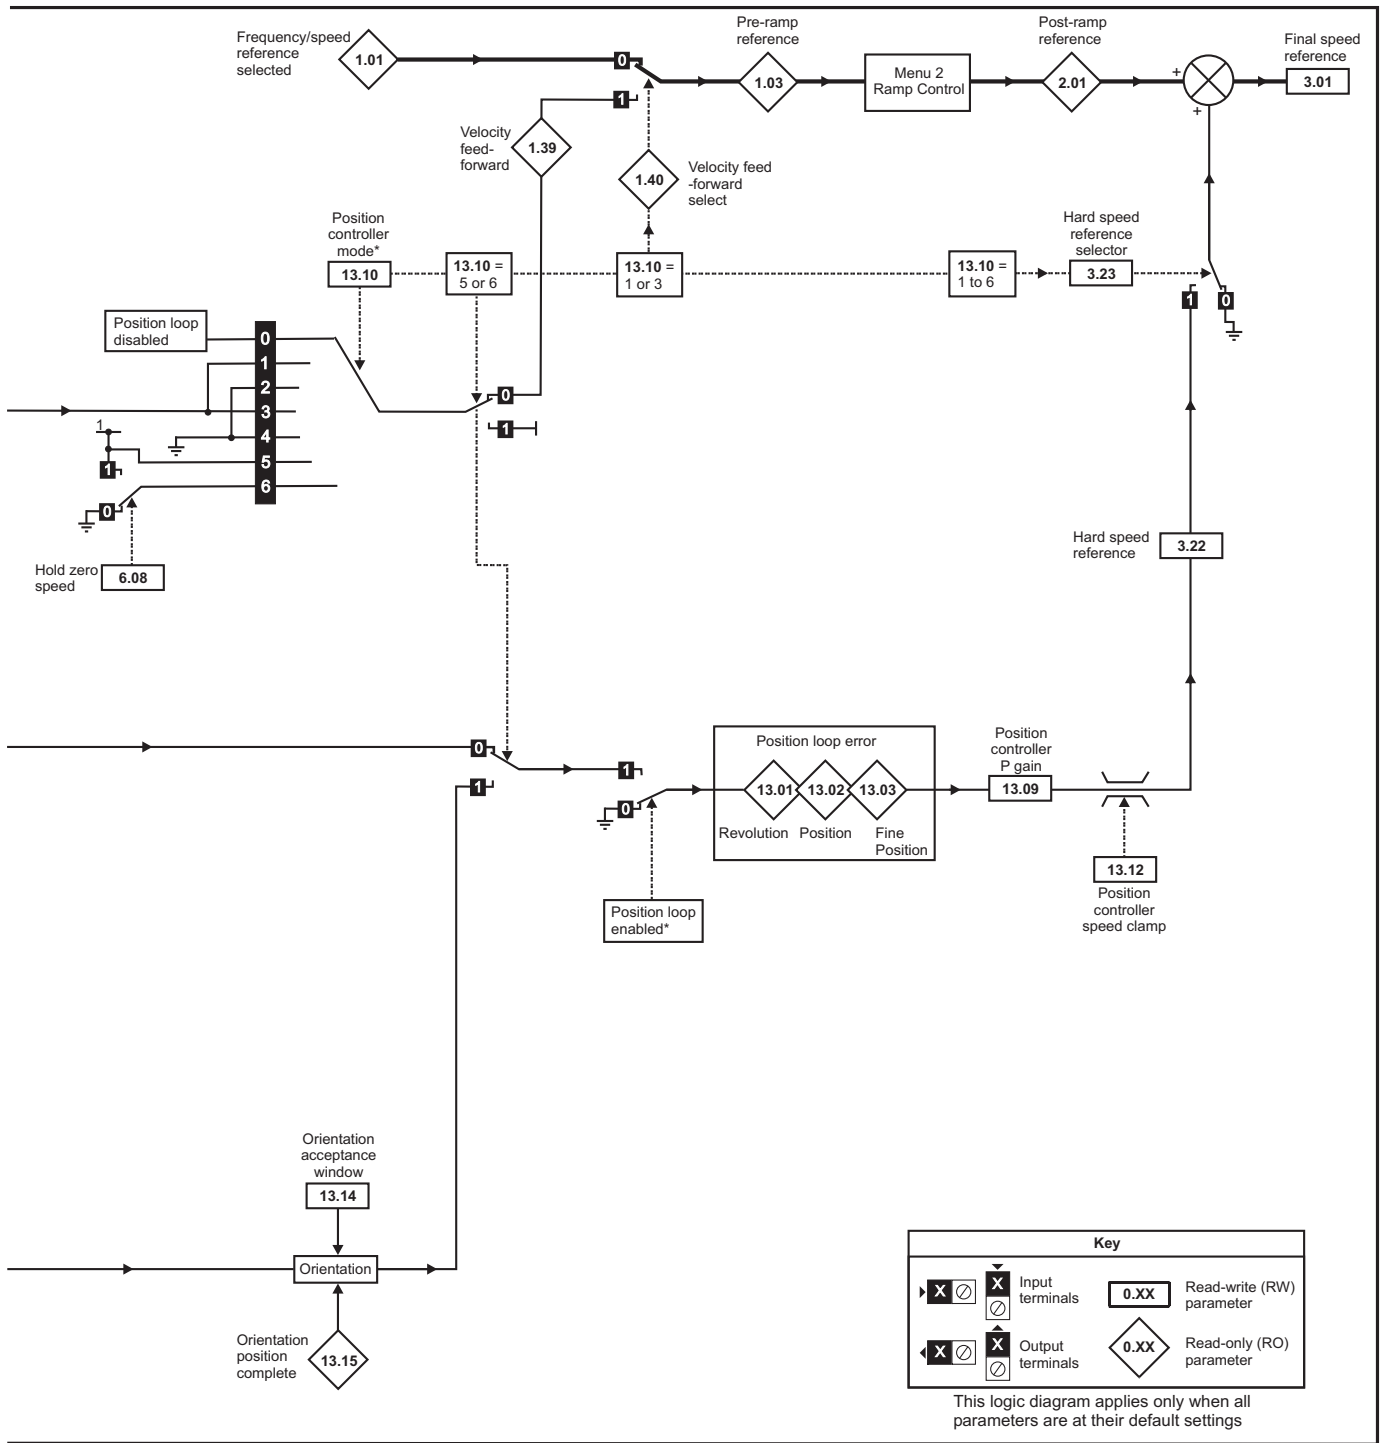 Frequency/speed
reference
selected
1.01
0
1
Pre-ramp
reference
1.03
Menu 2
Ramp Control
Post-ramp
reference
2.01
+
+
Final speed
reference
3.01
Velocity
feed-
forward
1.39
1.40
Velocity feed
-forward
select
Position
controller
mode*
13.10
13.10 =
5 or 6
13.10 =
1 or 3
13.10 =
1 to 6
Hard speed
reference
selector
3.23
1
0
Position loop
disabled
0
1
2
3
4
5
6
1
1
0
0
1
Hold zero
speed
6.08
Hard speed
reference
3.22
0
1
1
0
Position loop
enabled*
Position loop error
13.01
13.02
13.03
Revolution
Position
Fine
Position
Position
controller
P gain
13.09
13.12
Position
controller
speed clamp
Orientation
acceptance
window
13.14
Orientation
Orientation
position
complete
13.15
Key
X
X
Input
terminals
0.XX
Read-write (RW)
parameter
X
X
Output
terminals
0.XX
Read-only (RO)
parameter
This logic diagram applies only when all
parameters are at their default settings